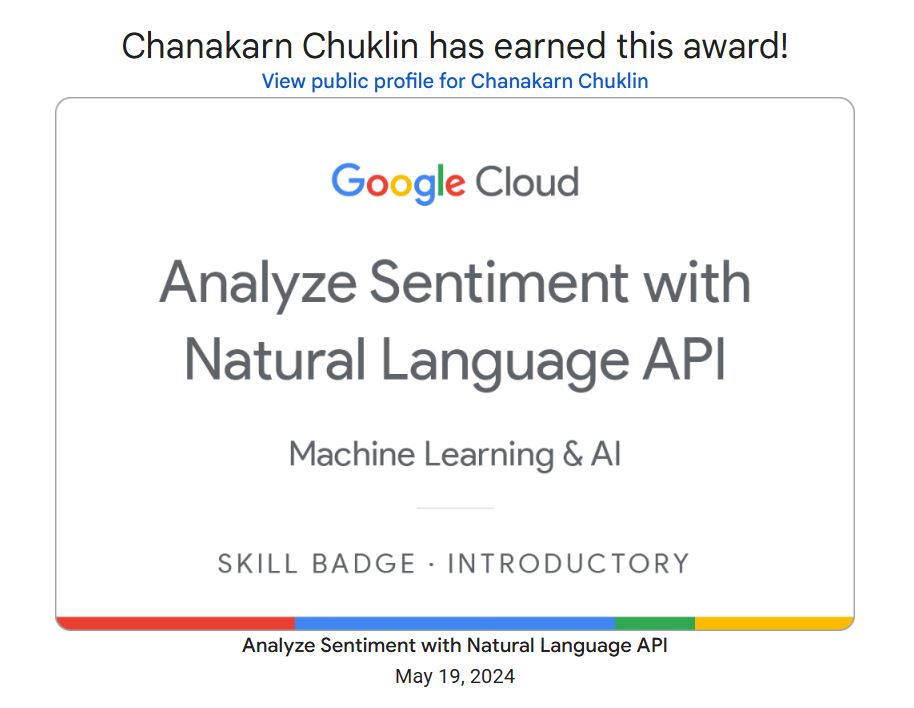 Chanakarn Chuklin has earned this award!
View public profile for Chanakarn Chuklin
Google Cloud
Analyze Sentiment with
Natural Language API
Machine Learning & AI
SKILL BADGE · INTRODUCTORY
Analyze Sentiment with Natural Language API
May 19, 2024